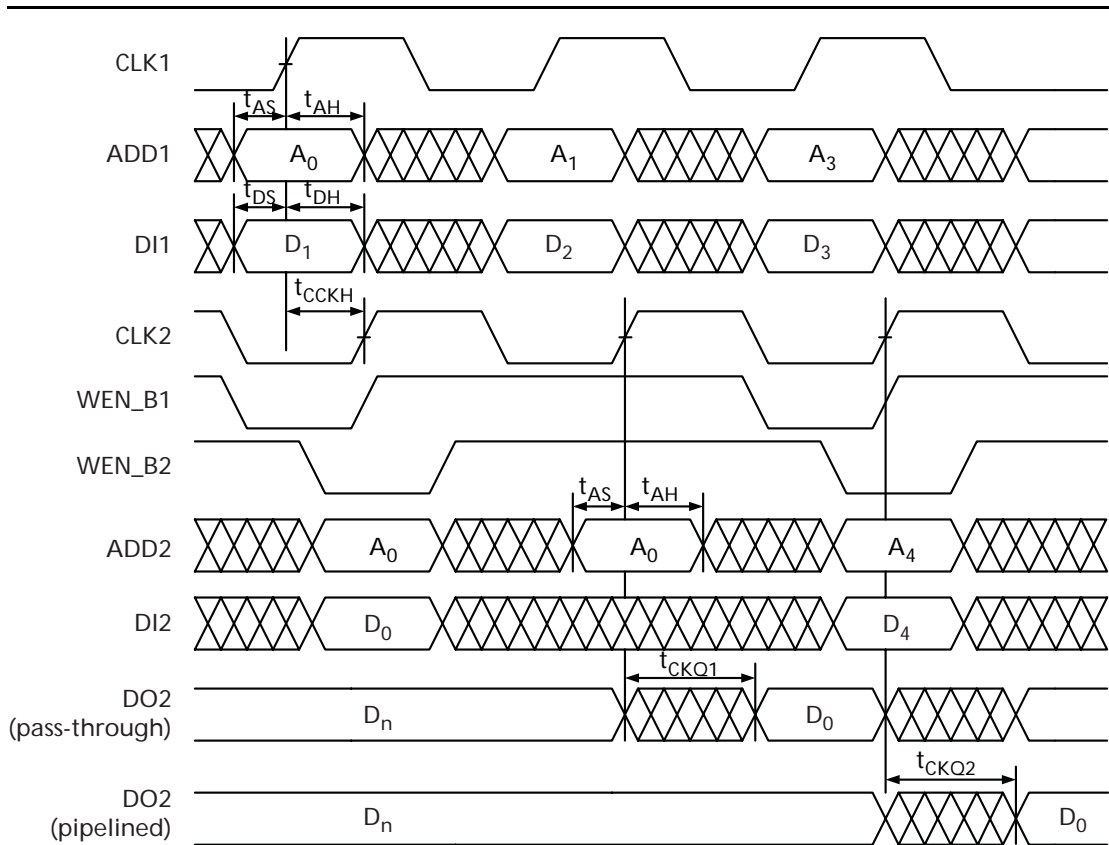 CLK1
tAS tAH
ADD1 A0 A1 A3
tDS tDH
DI1 D1 D2 D3
tCCKH
CLK2
WEN_B1
WEN_B2
tAS tAH
ADD2 A0 A0 A4
DI2 D0 D4
tCKQ1
DO2
(pass-through) Dn D0
tCKQ2
DO2
(pipelined) Dn D0